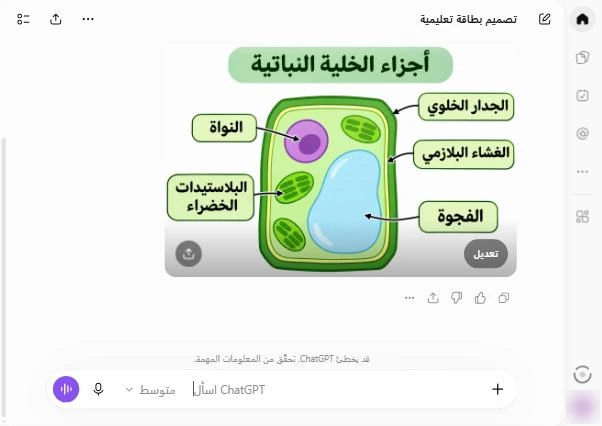 تصميم بطاقة تعليمية
أجزاء الخلية النباتية
الجدار الخلوي
النواة
الغشاء البلازمي
البلاستيدات
الخضراء
الفجوة
تعديل
قد يخطئ ChatGPT. تحقّق من المعلومات المهمة.
اسأل ChatGPT
متوسط